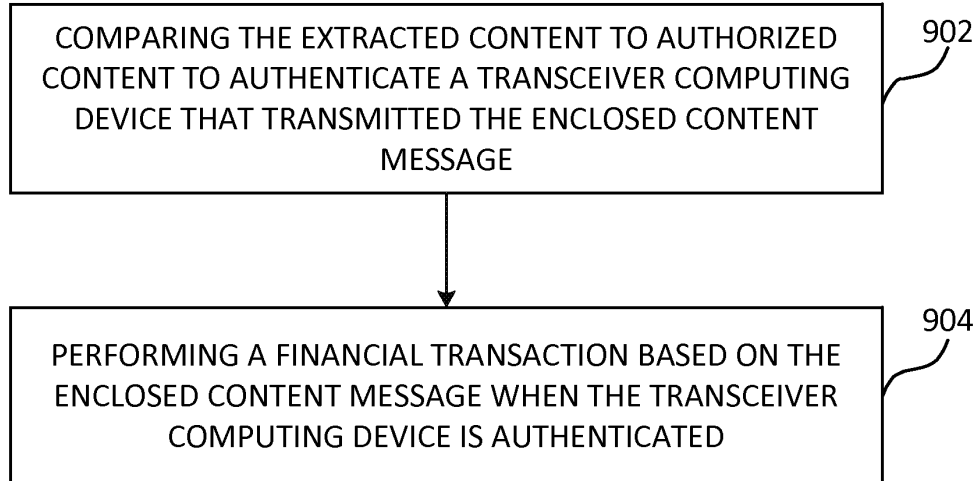 COMPARING THE EXTRACTED CONTENT TO AUTHORIZED
CONTENT TO AUTHENTICATE A TRANSCEIVER COMPUTING
DEVICE THAT TRANSMITTED THE ENCLOSED CONTENT
MESSAGE
902
PERFORMING A FINANCIAL TRANSACTION BASED ON THE
ENCLOSED CONTENT MESSAGE WHEN THE TRANSCEIVER
COMPUTING DEVICE IS AUTHENTICATED
904